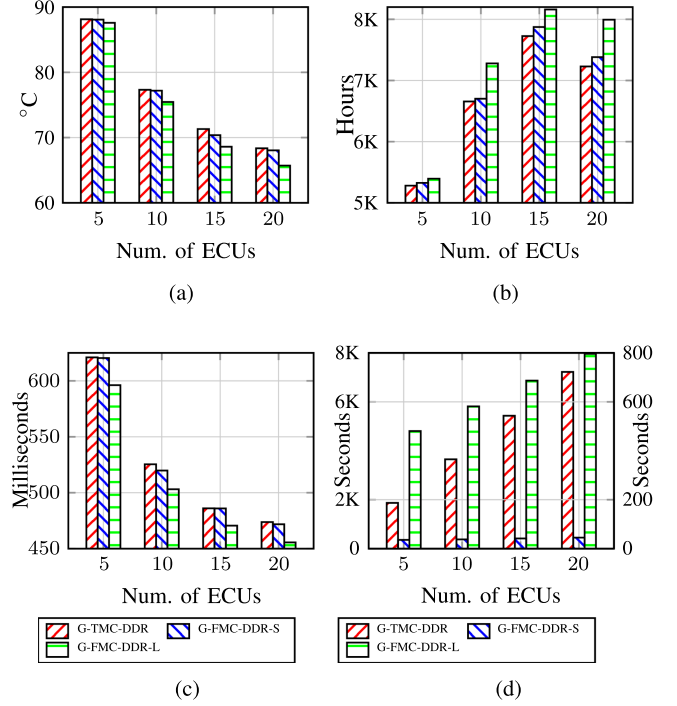 90
80
70
60
°C
5 10 15 20
Num. of ECUs
(a)
8K
7K
6K
5K
Hours
5 10 15 20
Num. of ECUs
(b)
600
550
500
450
Milliseconds
5 10 15 20
Num. of ECUs
G-TMC-DDR G-FMC-DDR-S
G-FMC-DDR-L
(c)
8K
6K
2K
0
Seconds
800
600
200
0
Seconds
5 10 15 20
Num. of ECUs
G-TMC-DDR G-FMC-DDR-S
G-FMC-DDR-L
(d)